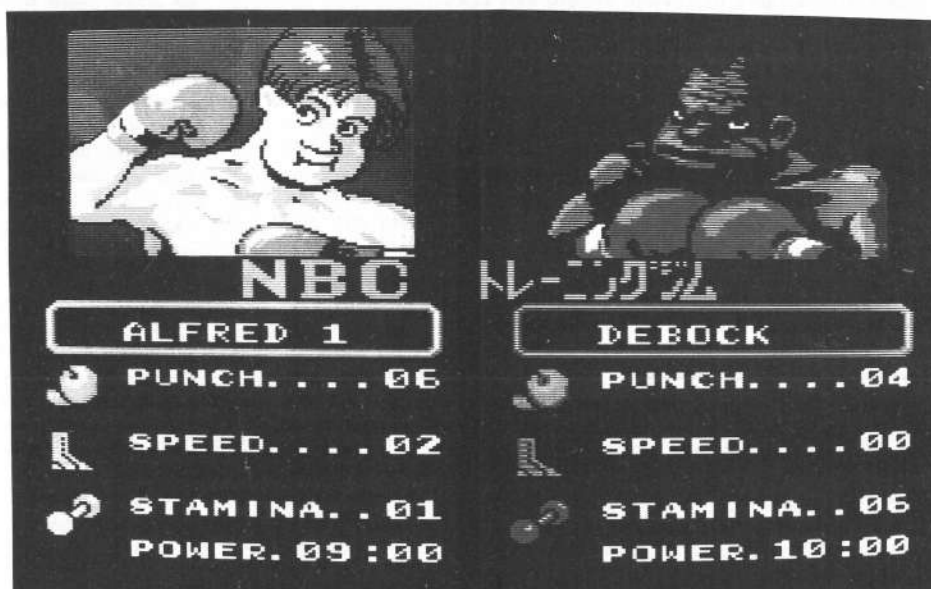 NBC トレーニングジム
ALFRED 1
PUNCH....06
SPEED....02
STAMINA..01
POWER.09:00
DEBOCK
PUNCH....04
SPEED....00
STAMINA..06
POWER.10:00